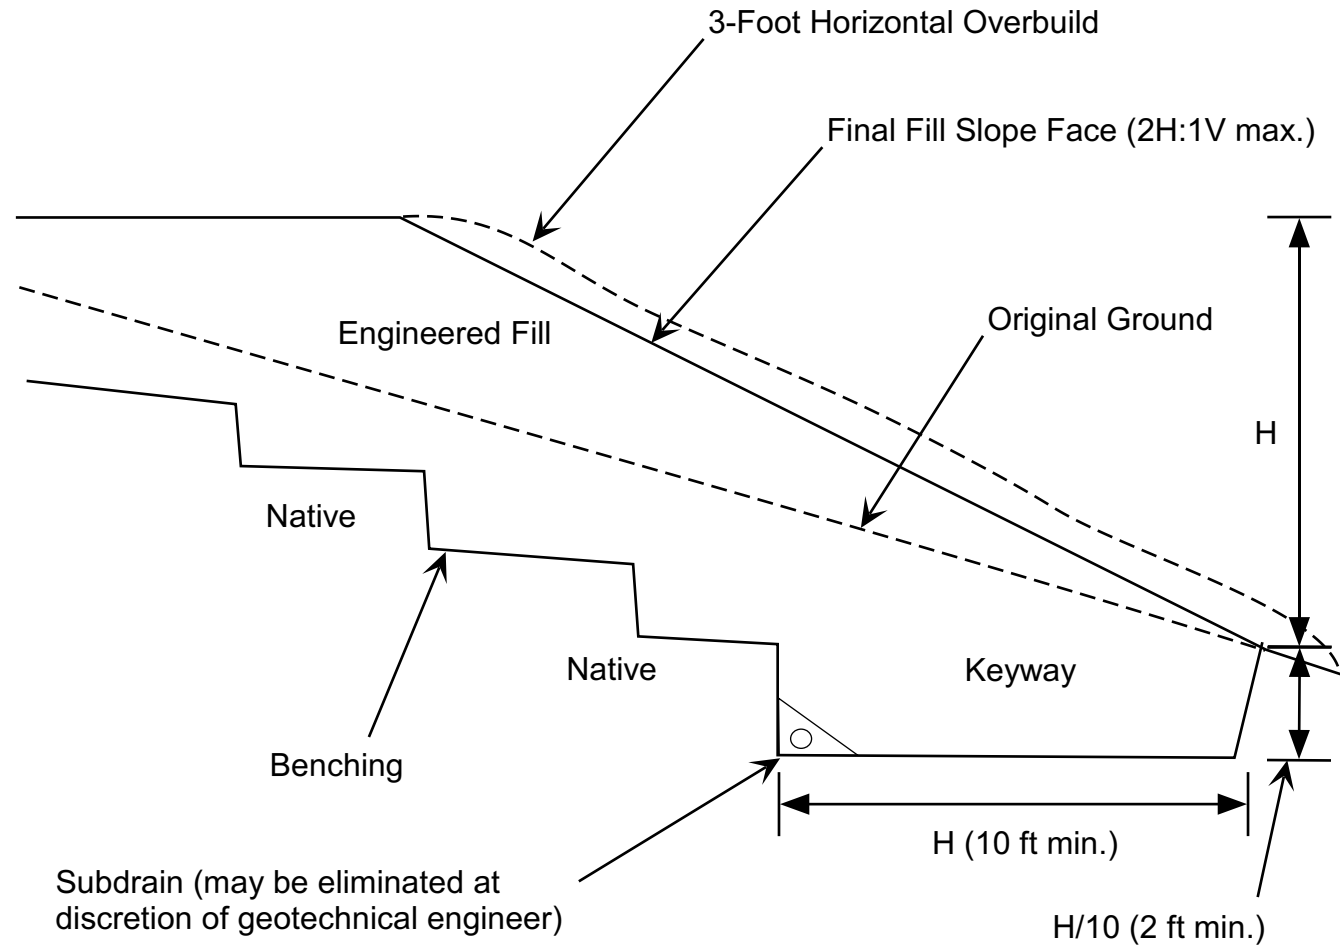 3-Foot Horizontal Overbuild
Final Fill Slope Face (2H:1V max.)
Original Ground
Engineered Fill
H
Native
Native
Keyway
Benching
H (10 ft min.)
Subdrain (may be eliminated at
discretion of geotechnical engineer)
H/10 (2 ft min.)